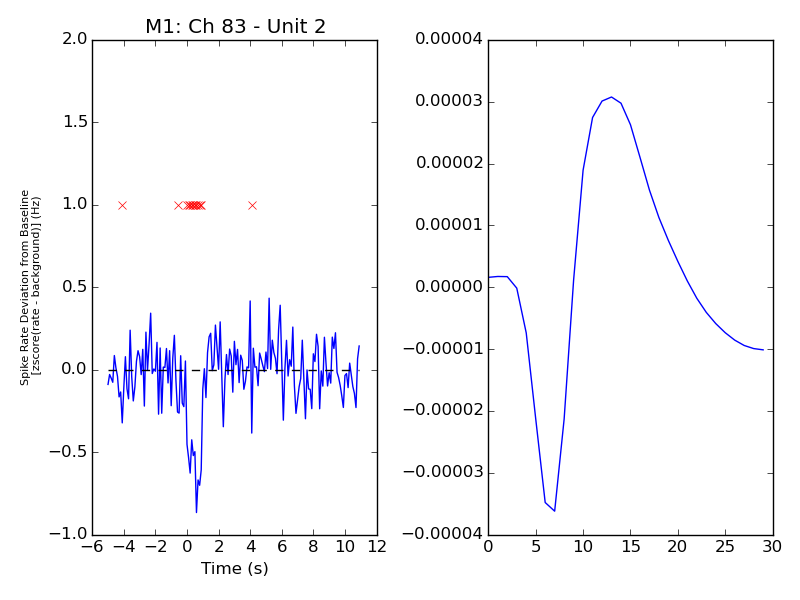 M1: Ch 83 - Unit 2
2.0
1.5
1.0
0.5
0.0
−0.5
−1.0
Spike Rate Deviation from Baseline
[zscore(rate - background)] (Hz)
−6 −4 −2 0 2 4 6 8 10 12
Time (s)
0.00004
0.00003
0.00002
0.00001
0.00000
−0.00001
−0.00002
−0.00003
−0.00004
0 5 10 15 20 25 30